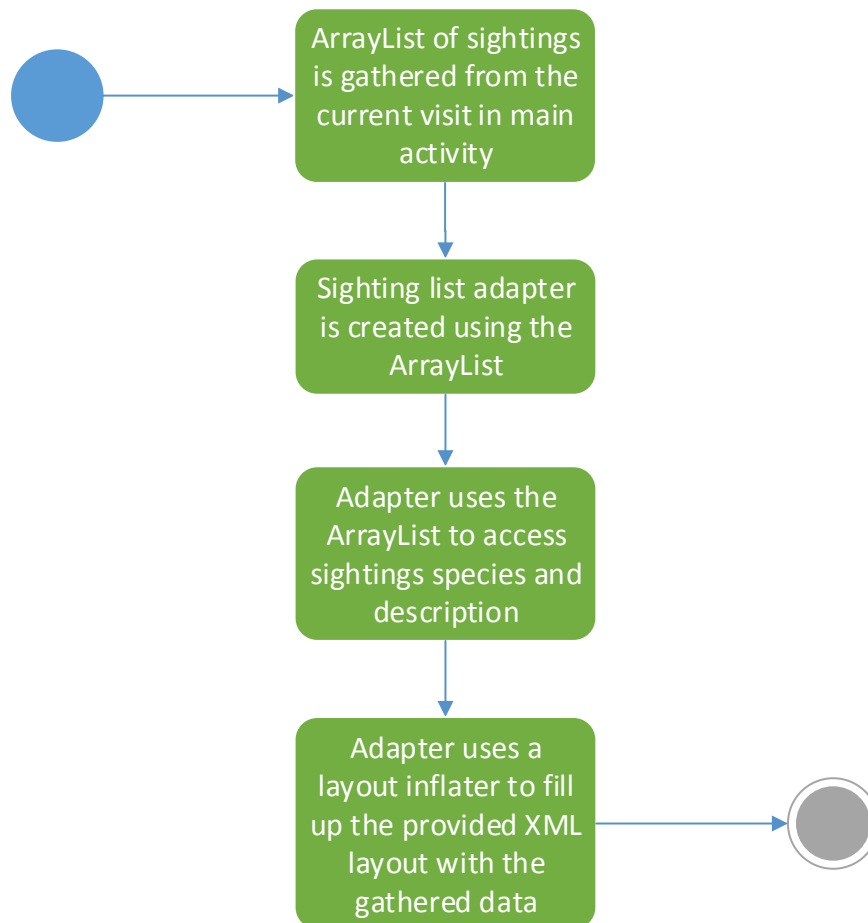 ArrayList of sightings
is gathered from the
current visit in main
activity
Sighting list adapter
is created using the
ArrayList
Adapter uses the
ArrayList to access
sightings species and
description
Adapter uses a
layout inflater to fill
up the provided XML
layout with the
gathered data